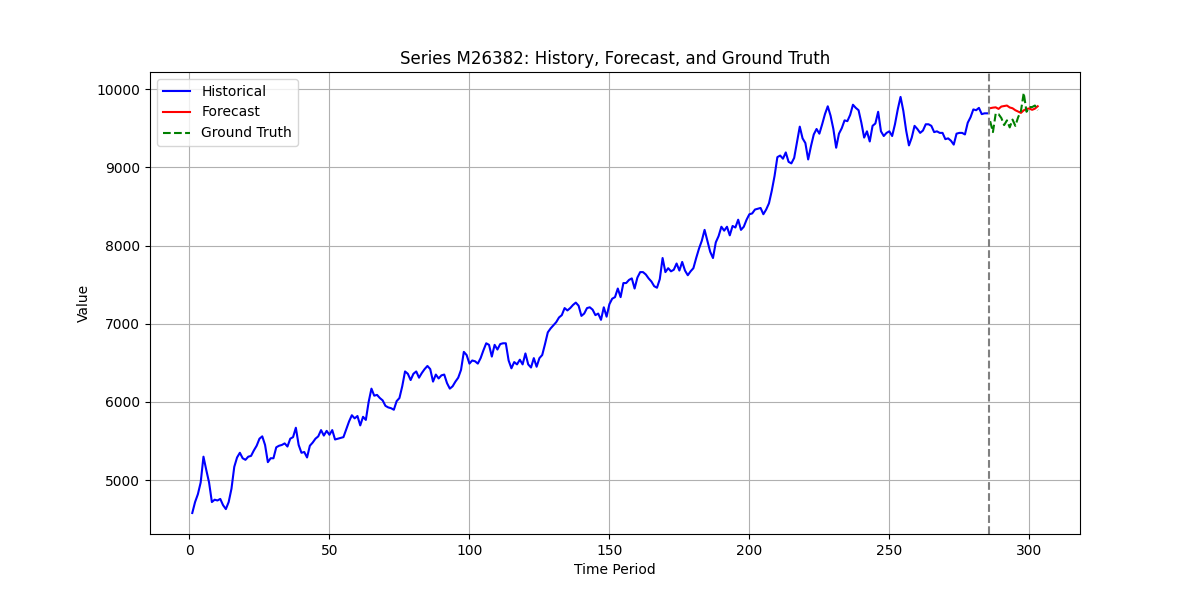 Series M26382: History, Forecast, and Ground Truth
Historical
Forecast
Ground Truth
10000
9000
8000
7000
6000
5000
Value
0 50 100 150 200 250 300
Time Period